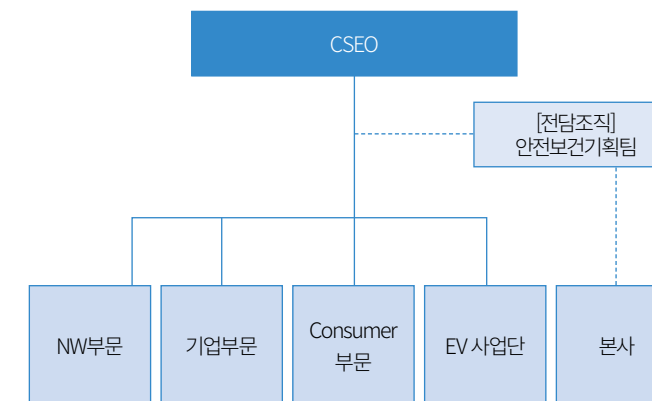 CSEO
[전담조직]
안전보건기획팀
NW부문
기업부문
Consumer
부문
EV 사업단
본사